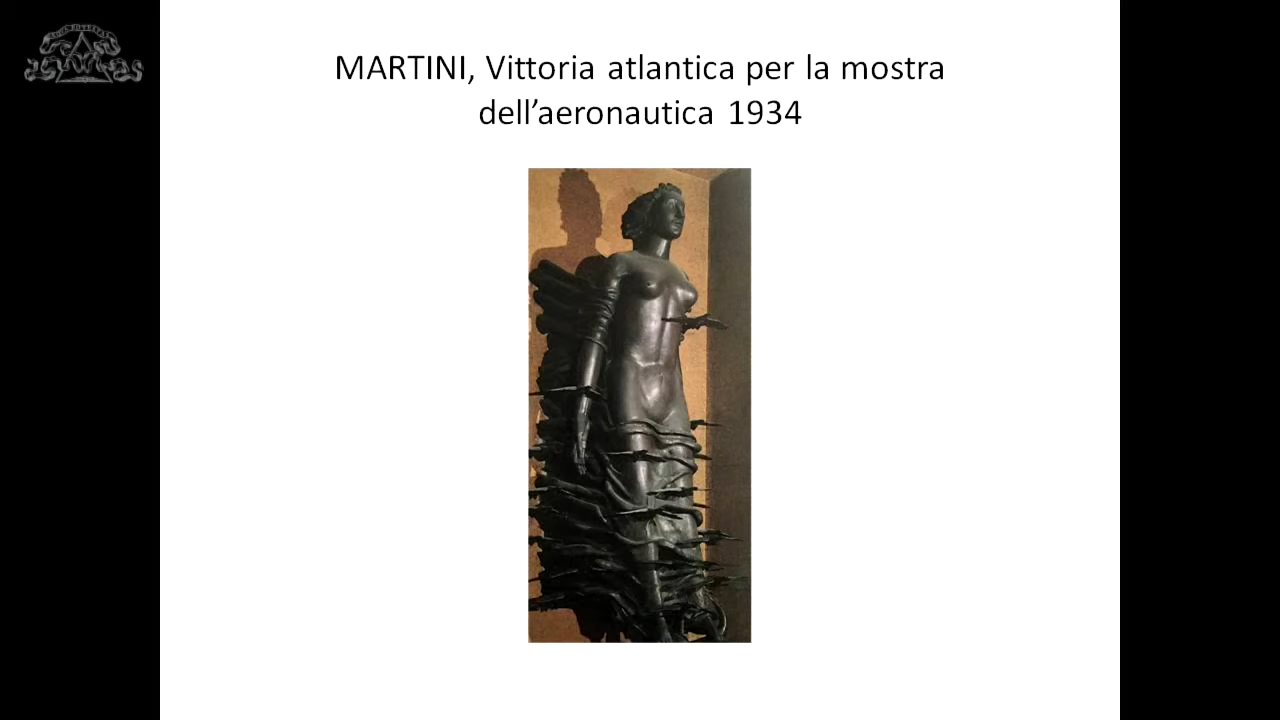 MARTINI, Vittoria atlantica per la mostra
dell’aeronautica 1934